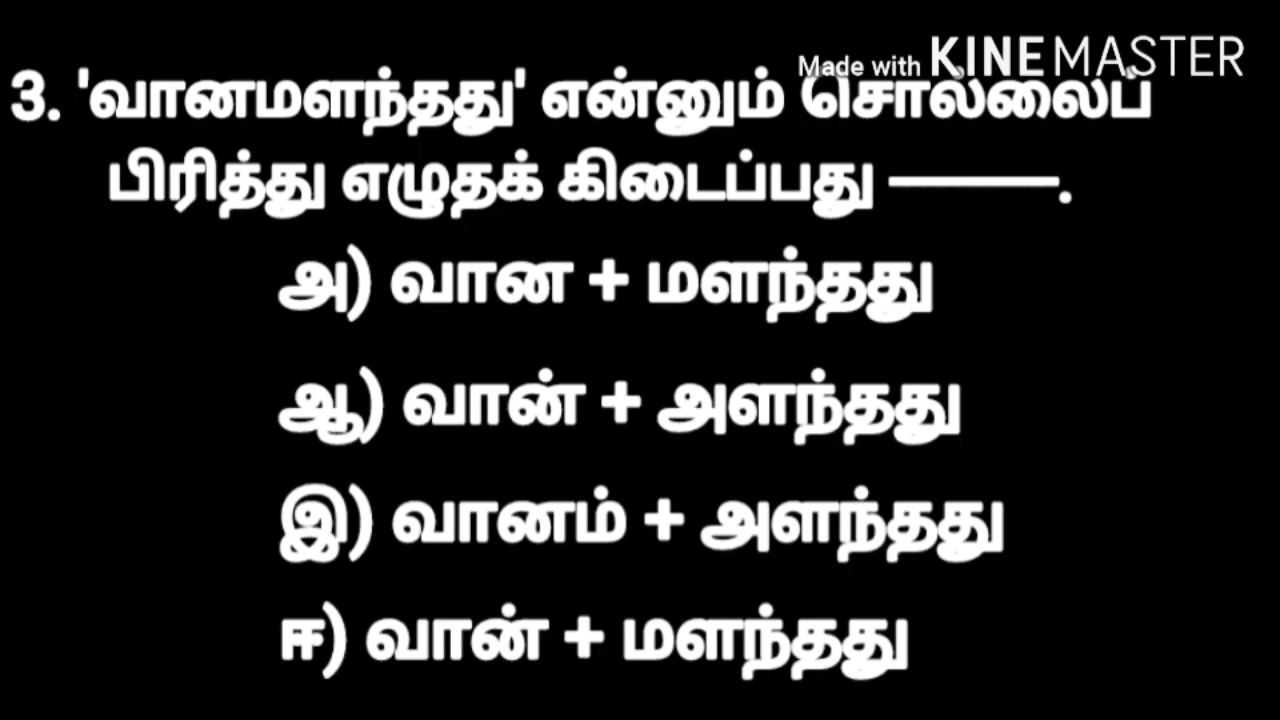 Made with KINEMASTER
3. 'வானமளந்தது' என்னும் சொல்லைப்
பிரித்து எழுதக் கிடைப்பது ———.
அ) வான + மளந்தது
ஆ) வான் + அளந்தது
இ) வானம் + அளந்தது
ஈ) வான் + மளந்தது